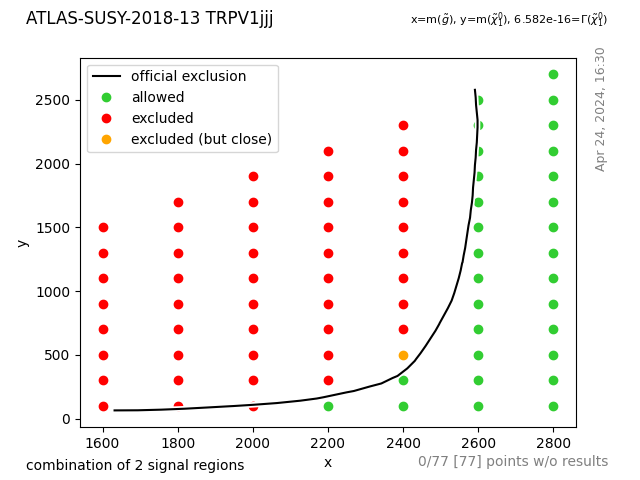 ATLAS-SUSY-2018-13 TRPV1jjj
x=m(g̃), y=m(χ̃₁⁰), 6.582e-16=Γ(χ̃₁⁰)
official exclusion
allowed
excluded
excluded (but close)
Apr 24, 2024, 16:30
y
2500
2000
1500
1000
500
0
1600 1800 2000 2200 2400 2600 2800
x
combination of 2 signal regions
0/77 [77] points w/o results